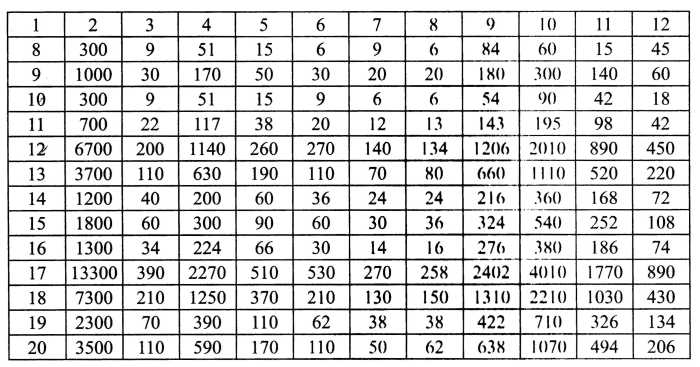 1 2 3 4 5 6 7 8 9 10 11 12
8 300 9 51 15 6 9 6 84 60 15 45
9 1000 30 170 50 30 20 20 180 300 140 60
10 300 9 51 15 9 6 6 54 90 42 18
11 700 22 117 38 20 12 13 143 195 98 42
12 6700 200 1140 260 270 140 134 1206 2010 890 450
13 3700 110 630 190 110 70 80 660 1110 520 220
14 1200 40 200 60 36 24 24 216 360 168 72
15 1800 60 300 90 60 30 36 324 540 252 108
16 1300 34 224 66 30 14 16 276 380 186 74
17 13300 390 2270 510 530 270 258 2402 4010 1770 890
18 7300 210 1250 370 210 130 150 1310 2210 1030 430
19 2300 70 390 110 62 38 38 422 710 326 134
20 3500 110 590 170 110 50 62 638 1070 494 206